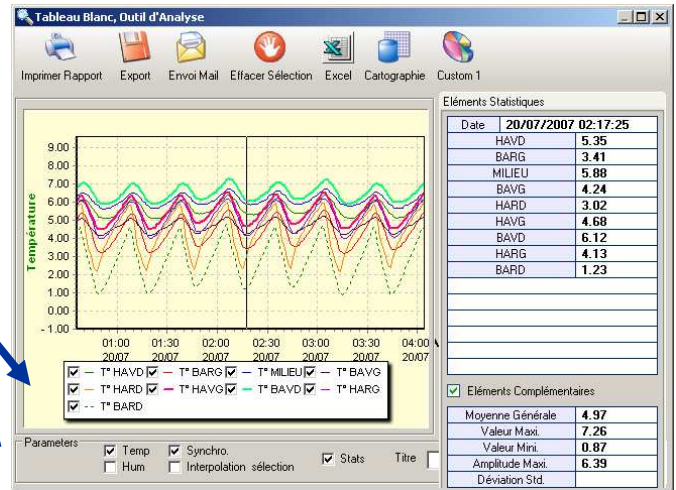 Tableau Blanc, Outil d'Analyse
Imprimer Rapport Export Envoi Mail Effacer Sélection Excel Cartographie Custom 1
Eléments Statistiques
Date 20/07/2007 02:17:25
HAVD 5.35
BARG 3.41
MILIEU 5.88
BAVG 4.24
HARD 3.02
HAVG 4.68
BAVD 6.12
HARG 4.13
BARD 1.23
Température
9.00
8.00
7.00
6.00
5.00
4.00
3.00
2.00
1.00
0.00
-1.00
01:00 01:30 02:00 02:30 03:00 03:30 04:00
20/07 20/07 20/07 20/07 20/07 20/07 20/07
T° HAVD T° BARG T° MILIEU T° BAVG
T° HARD T° HAVG T° BAVD T° HARG
T° BARD
Eléments Complémentaires
Moyenne Générale 4.97
Valeur Maxi. 7.26
Valeur Mini. 0.87
Amplitude Maxi. 6.39
Déviation Std.
Parameters
Temp Synchro. Stats Titre
Hum Interpolation sélection